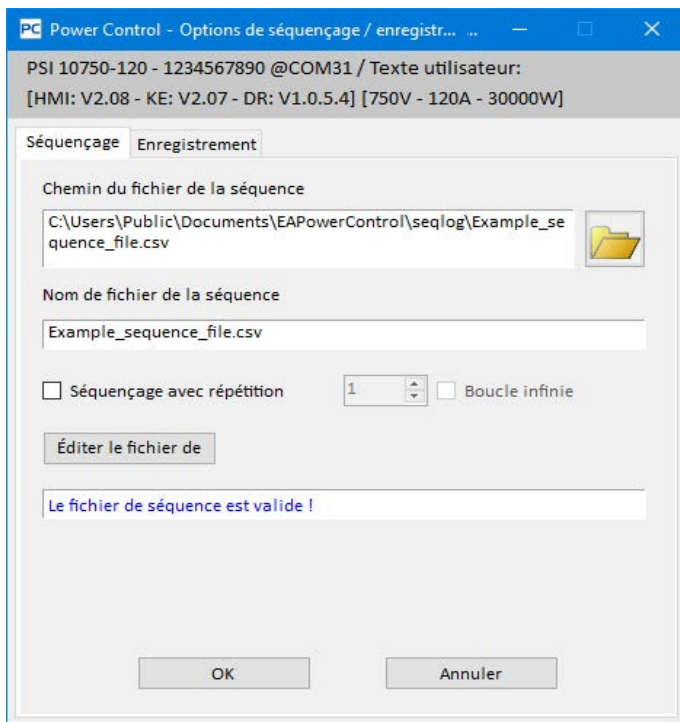 PC Power Control - Options de séquençage / enregistr... ..
PSI 10750-120 - 1234567890 @COM31 / Texte utilisateur:
[HMI: V2.08 - KE: V2.07 - DR: V1.0.5.4] [750V - 120A - 30000W]
Séquençage Enregistrement
Chemin du fichier de la séquence
C:\Users\Public\Documents\EAPowerControl\seqlog\Example_se
quence_file.csv
Nom de fichier de la séquence
Example_sequence_file.csv
Séquençage avec répétition 1 Boucle infinie
Éditer le fichier de
Le fichier de séquence est valide !
OK Annuler